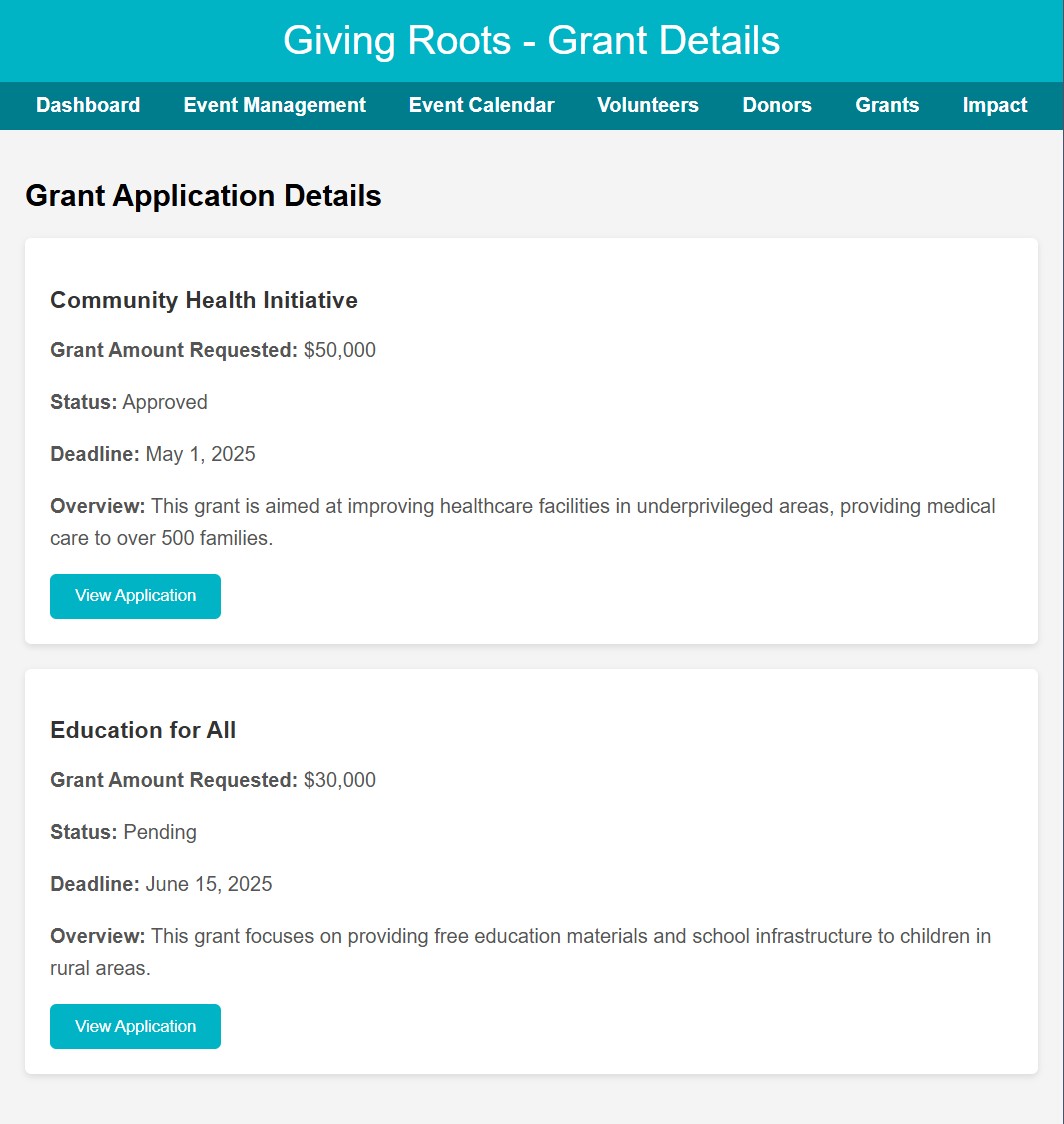 Giving Roots - Grant Details
Dashboard Event Management Event Calendar Volunteers Donors Grants Impact
Grant Application Details
Community Health Initiative
Grant Amount Requested: $50,000
Status: Approved
Deadline: May 1, 2025
Overview: This grant is aimed at improving healthcare facilities in underprivileged areas, providing medical
care to over 500 families.
View Application
Education for All
Grant Amount Requested: $30,000
Status: Pending
Deadline: June 15, 2025
Overview: This grant focuses on providing free education materials and school infrastructure to children in
rural areas.
View Application